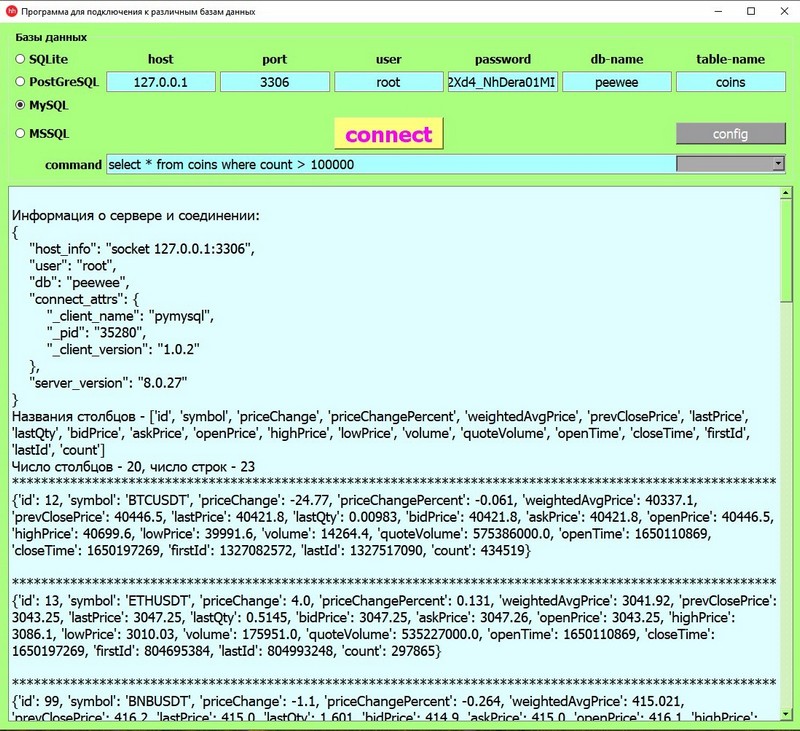 hh Программа для подключения к различным базам данных
Базы данных
SQLite host port user password db-name table-name
PostGreSQL 127.0.0.1 3306 root 2Xd4_NhDera01MI peewee coins
MySQL
MSSQL connect config
command select * from coins where count > 100000
Информация о сервере и соединении:
{
"host_info": "socket 127.0.0.1:3306",
"user": "root",
"db": "peewee",
"connect_attrs": {
"_client_name": "pymysql",
"_pid": "35280",
"_client_version": "1.0.2"
},
"server_version": "8.0.27"
}
Названия столбцов - ['id', 'symbol', 'priceChange', 'priceChangePercent', 'weightedAvgPrice', 'prevClosePrice', 'lastPrice',
'lastQty', 'bidPrice', 'askPrice', 'openPrice', 'highPrice', 'lowPrice', 'volume', 'quoteVolume', 'openTime', 'closeTime', 'firstId',
'lastId', 'count']
Число столбцов - 20, число строк - 23
****************************************************************************************************
{'id': 12, 'symbol': 'BTCUSDT', 'priceChange': -24.77, 'priceChangePercent': -0.061, 'weightedAvgPrice': 40337.1,
'prevClosePrice': 40446.5, 'lastPrice': 40421.8, 'lastQty': 0.00983, 'bidPrice': 40421.8, 'askPrice': 40421.8, 'openPrice': 40446.5,
'highPrice': 40699.6, 'lowPrice': 39991.6, 'volume': 14264.4, 'quoteVolume': 575386000.0, 'openTime': 1650110869,
'closeTime': 1650197269, 'firstId': 1327082572, 'lastId': 1327517090, 'count': 434519}
****************************************************************************************************
{'id': 13, 'symbol': 'ETHUSDT', 'priceChange': 4.0, 'priceChangePercent': 0.131, 'weightedAvgPrice': 3041.92, 'prevClosePrice':
3043.25, 'lastPrice': 3047.25, 'lastQty': 0.5145, 'bidPrice': 3047.25, 'askPrice': 3047.26, 'openPrice': 3043.25, 'highPrice':
3086.1, 'lowPrice': 3010.03, 'volume': 175951.0, 'quoteVolume': 535227000.0, 'openTime': 1650110869, 'closeTime':
1650197269, 'firstId': 804695384, 'lastId': 804993248, 'count': 297865}
****************************************************************************************************
{'id': 99, 'symbol': 'BNBUSDT', 'priceChange': -1.1, 'priceChangePercent': -0.264, 'weightedAvgPrice': 415.021,
'prevClosePrice': 416.2, 'lastPrice': 415.0, 'lastQty': 1.601, 'bidPrice': 414.9, 'askPrice': 415.0, 'openPrice': 416.1, 'highPrice':